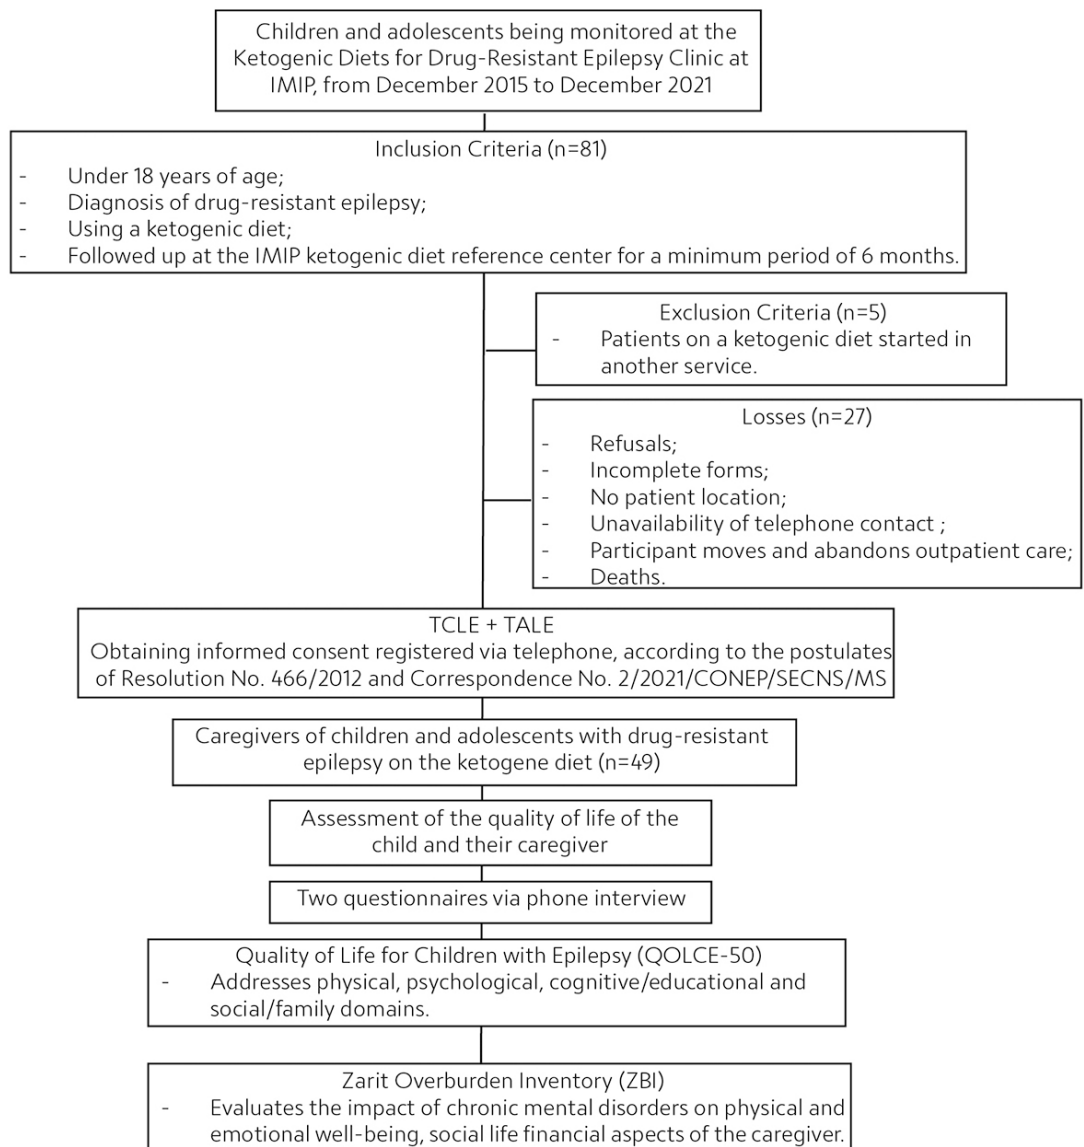 Children and adolescents being monitored at the
Ketogenic Diets for Drug-Resistant Epilepsy Clinic at
IMIP, from December 2015 to December 2021
Inclusion Criteria (n=81)
- Under 18 years of age;
- Diagnosis of drug-resistant epilepsy;
- Using a ketogenic diet;
- Followed up at the IMIP ketogenic diet reference center for a minimum period of 6 months.
Exclusion Criteria (n=5)
- Patients on a ketogenic diet started in
another service.
Losses (n=27)
- Refusals;
- Incomplete forms;
- No patient location;
- Unavailability of telephone contact ;
- Participant moves and abandons outpatient care;
- Deaths.
TCLE + TALE
Obtaining informed consent registered via telephone, according to the postulates
of Resolution No. 466/2012 and Correspondence No. 2/2021/CONEP/SECNS/MS
Caregivers of children and adolescents with drug-resistant
epilepsy on the ketogene diet (n=49)
Assessment of the quality of life of the
child and their caregiver
Two questionnaires via phone interview
Quality of Life for Children with Epilepsy (QOLCE-50)
- Addresses physical, psychological, cognitive/educational and
social/family domains.
Zarit Overburden Inventory (ZBI)
- Evaluates the impact of chronic mental disorders on physical and
emotional well-being, social life financial aspects of the caregiver.